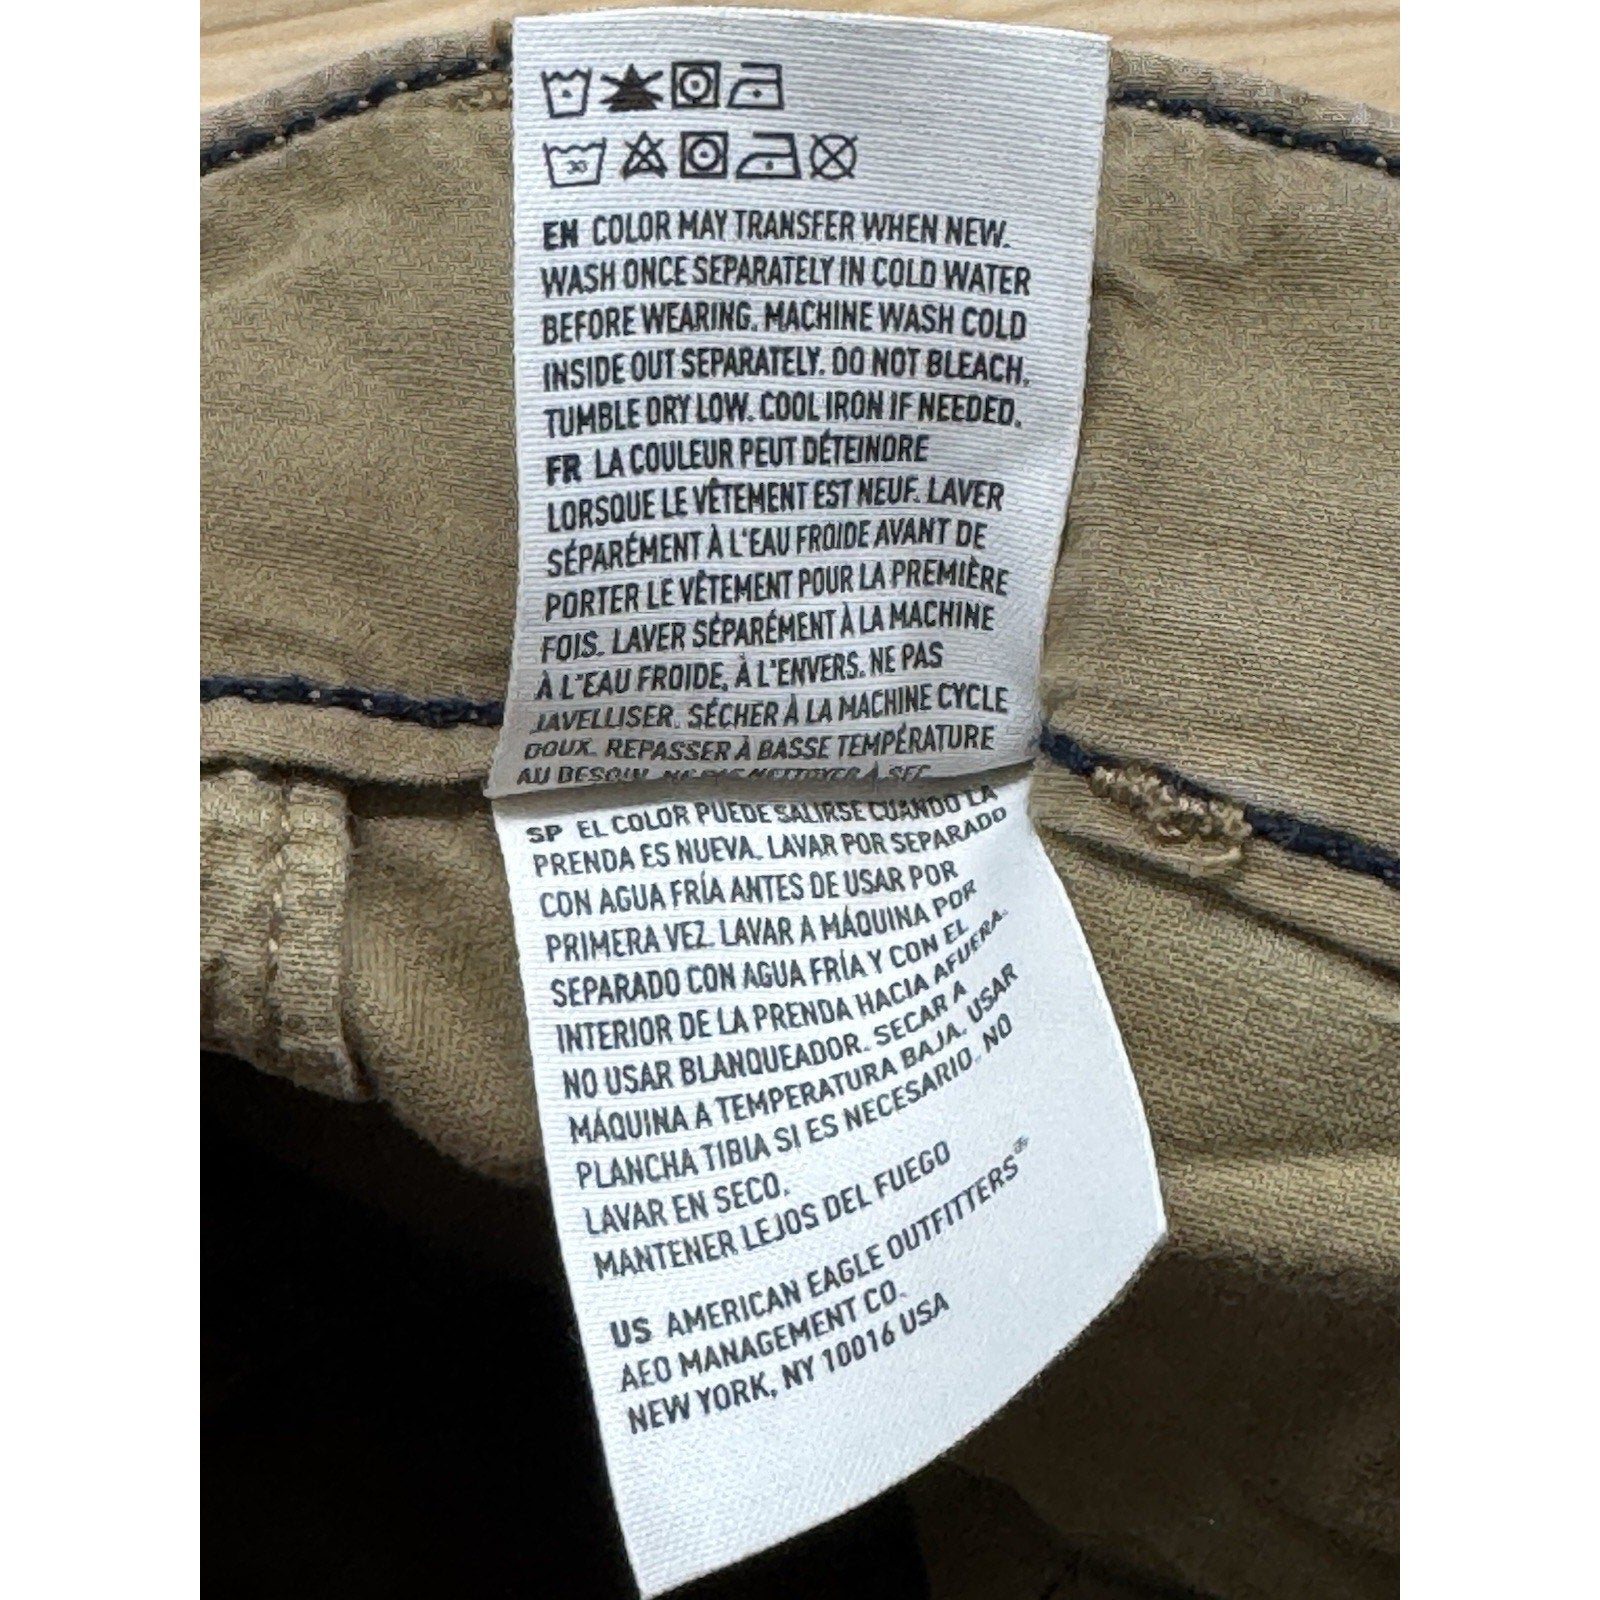 30
EN COLOR MAY TRANSFER WHEN NEW.
WASH ONCE SEPARATELY IN COLD WATER
BEFORE WEARING. MACHINE WASH COLD
INSIDE OUT SEPARATELY. DO NOT BLEACH.
TUMBLE DRY LOW. COOL IRON IF NEEDED.
FR LA COULEUR PEUT DÉTEINDRE
LORSQUE LE VÊTEMENT EST NEUF. LAVER
SÉPARÉMENT À L'EAU FROIDE AVANT DE
PORTER LE VÊTEMENT POUR LA PREMIÈRE
FOIS. LAVER SÉPARÉMENT À LA MACHINE
À L'EAU FROIDE, À L'ENVERS. NE PAS
JAVELLISER. SÉCHER À LA MACHINE CYCLE
DOUX. REPASSER À BASSE TEMPÉRATURE
AU BESOIN. NE PAS NETTOYER À SEC
SP EL COLOR PUEDE SALIRSE CUANDO LA
PRENDA ES NUEVA. LAVAR POR SEPARADO
CON AGUA FRÍA ANTES DE USAR POR
PRIMERA VEZ. LAVAR A MÁQUINA POR
SEPARADO CON AGUA FRÍA Y CON EL
INTERIOR DE LA PRENDA HACIA AFUERA.
NO USAR BLANQUEADOR. SECAR A
MÁQUINA A TEMPERATURA BAJA. USAR
PLANCHA TIBIA SI ES NECESARIO. NO
LAVAR EN SECO.
MANTENER LEJOS DEL FUEGO
US AMERICAN EAGLE OUTFITTERS®
AEO MANAGEMENT CO.
NEW YORK, NY 10016 USA